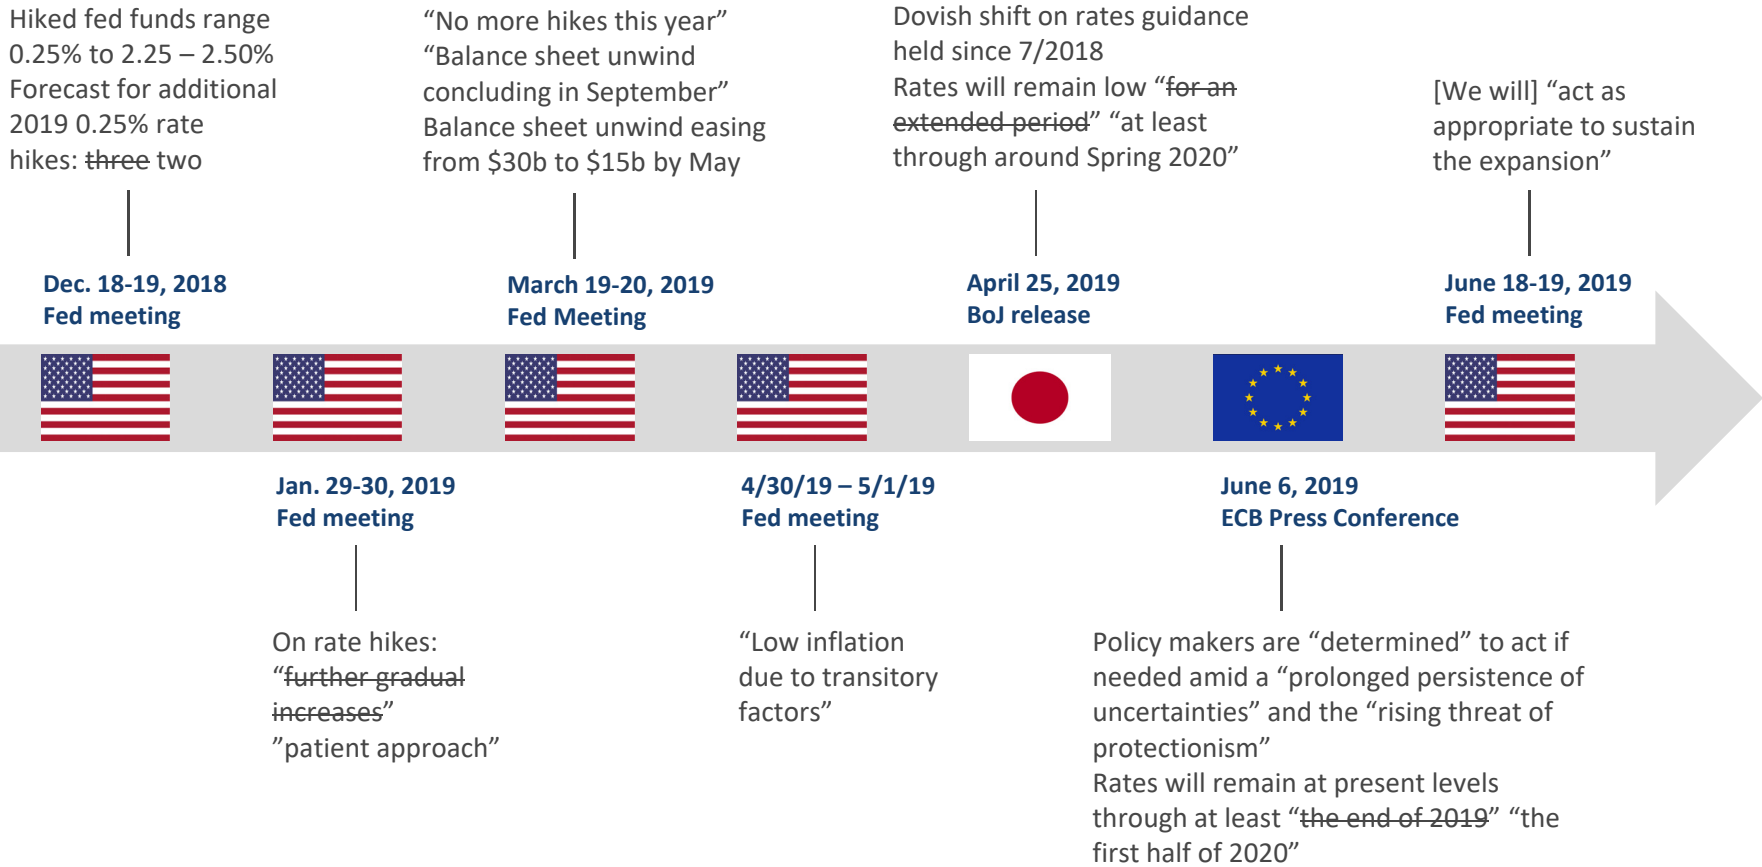 Hiked fed funds range
0.25% to 2.25 – 2.50%
Forecast for additional
2019 0.25% rate
hikes: three two
“No more hikes this year”
“Balance sheet unwind
concluding in September”
Balance sheet unwind easing
from $30b to $15b by May
Dovish shift on rates guidance
held since 7/2018
Rates will remain low “for an
extended period” “at least
through around Spring 2020”
[We will] “act as
appropriate to sustain
the expansion”
Dec. 18-19, 2018
Fed meeting
March 19-20, 2019
Fed Meeting
April 25, 2019
BoJ release
June 18-19, 2019
Fed meeting
Jan. 29-30, 2019
Fed meeting
4/30/19 – 5/1/19
Fed meeting
June 6, 2019
ECB Press Conference
On rate hikes:
“further gradual
increases”
”patient approach”
“Low inflation
due to transitory
factors”
Policy makers are “determined” to act if
needed amid a “prolonged persistence of
uncertainties” and the “rising threat of
protectionism”
Rates will remain at present levels
through at least “the end of 2019” “the
first half of 2020”